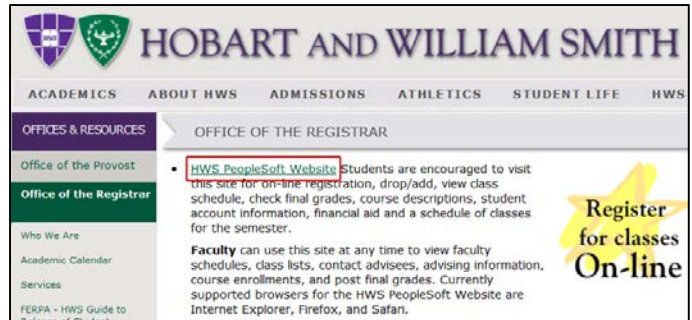 HOBART AND WILLIAM SMITH
ACADEMICS ABOUT HWS ADMISSIONS ATHLETICS STUDENT LIFE HWS
OFFICES & RESOURCES
Office of the Provost
Office of the Registrar
Who We Are
Academic Calendar
Services
FERPA - HWS Guide to
OFFICE OF THE REGISTRAR
• HWS PeopleSoft Website Students are encouraged to visit
this site for on-line registration, drop/add, view class
schedule, check final grades, course descriptions, student
account information, financial aid and a schedule of classes
for the semester.
Faculty can use this site at any time to view faculty
schedules, class lists, contact advisees, advising information,
course enrollments, and post final grades. Currently
supported browsers for the HWS PeopleSoft Website are
Internet Explorer, Firefox, and Safari.
Register
for classes
On-line